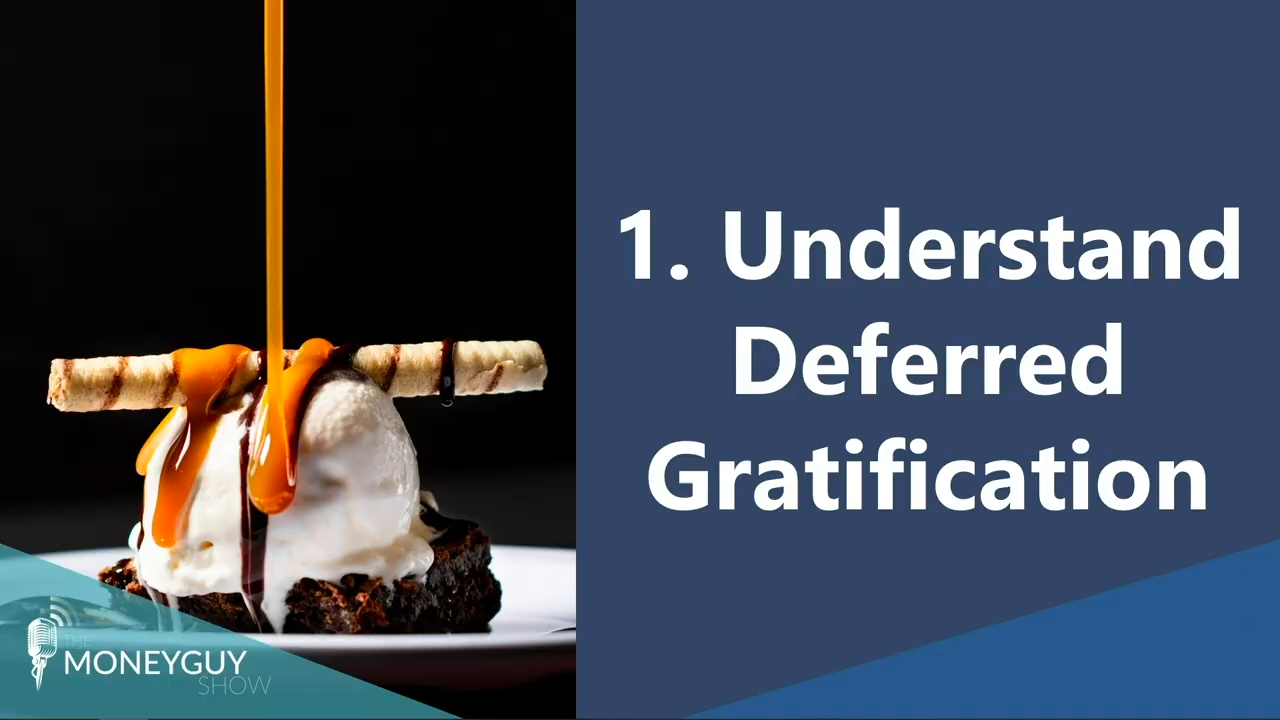 1. Understand
Deferred
Gratification
THE
MONEYGUY
SHOW